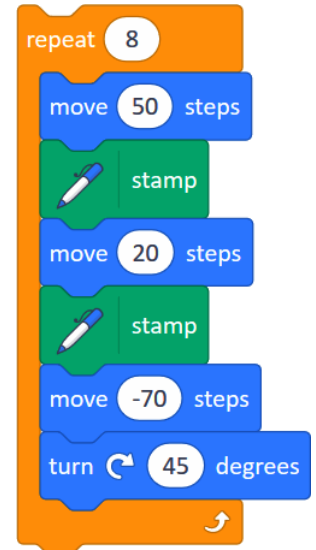 repeat 8
move 50 steps
stamp
move 20 steps
stamp
move -70 steps
turn 45 degrees